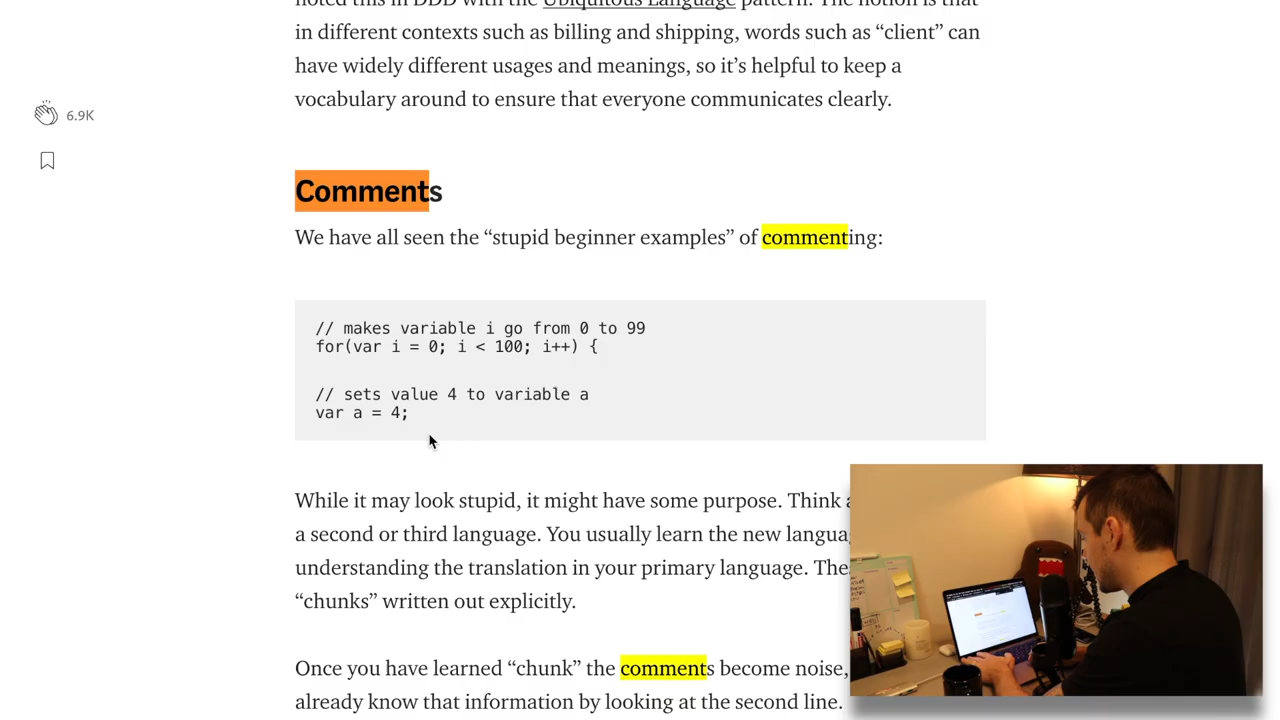 noted this in DDD with the Ubiquitous Language pattern. The notion is that
in different contexts such as billing and shipping, words such as “client” can
have widely different usages and meanings, so it’s helpful to keep a
vocabulary around to ensure that everyone communicates clearly.
6.9K
Comments
We have all seen the “stupid beginner examples” of commenting:
// makes variable i go from 0 to 99
for(var i = 0; i < 100; i++) {
// sets value 4 to variable a
var a = 4;
While it may look stupid, it might have some purpose. Think
a second or third language. You usually learn the new
understanding the translation in your primary language.
“chunks” written out explicitly.
Once you have learned “chunk” the comments become noise,
already know that information by looking at the second line.